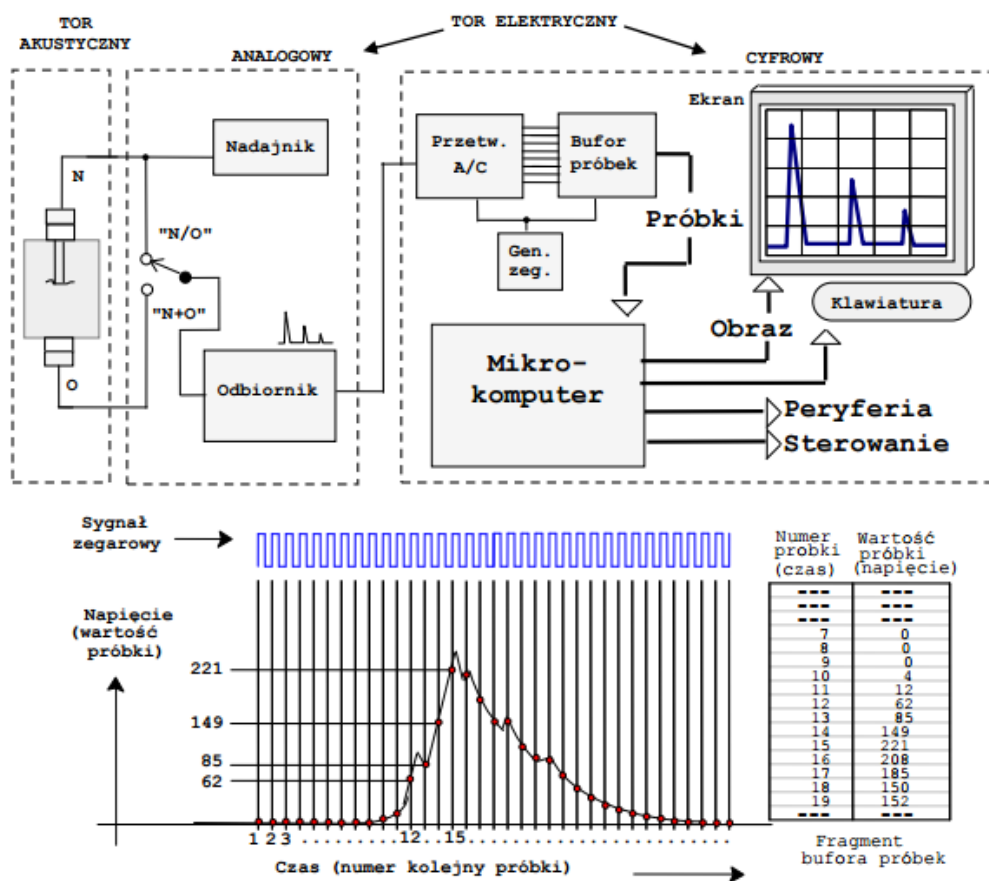 TOR
AKUSTYCZNY
TOR ELEKTRYCZNY
ANALOGOWY
CYFROWY
Ekran
Nadajnik
Przetw.
A/C
Bufor
próbek
N
"N/O"
Próbki
Gen.
zeg.
"N+O"
Klawiatura
Obraz
O
Odbiornik
Mikro-
komputer
Peryferia
Sterowanie
Sygnał
zegarowy
Napięcie
(wartość
próbki)
221
149
85
62
1 2 3 12 15
Czas (numer kolejny próbki)
Numer probki (czas) Wartość próbki (napięcie)
--- ---
--- ---
--- ---
7 0
8 0
9 0
10 4
11 12
12 62
13 85
14 149
15 221
16 208
17 185
18 150
19 152
--- ---
Fragment
bufora próbek